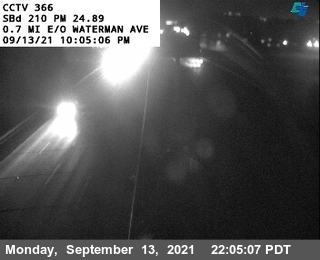 CCTV 366
SBd 210 PM 24.89
0.7 MI E/O WATERMAN AVE
09/13/21 10:05:06 PM
Monday, September 13, 2021 22:05:07 PDT